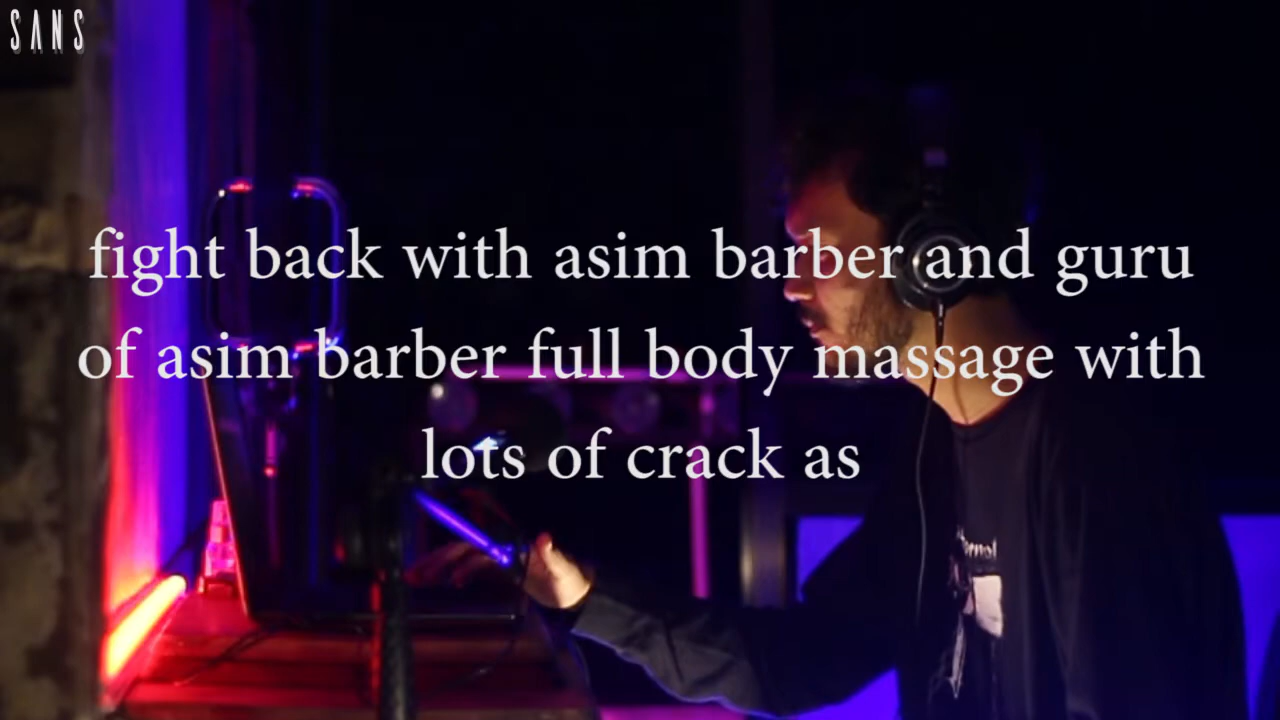 SANS
fight back with asim barber and guru
of asim barber full body massage with
lots of crack as